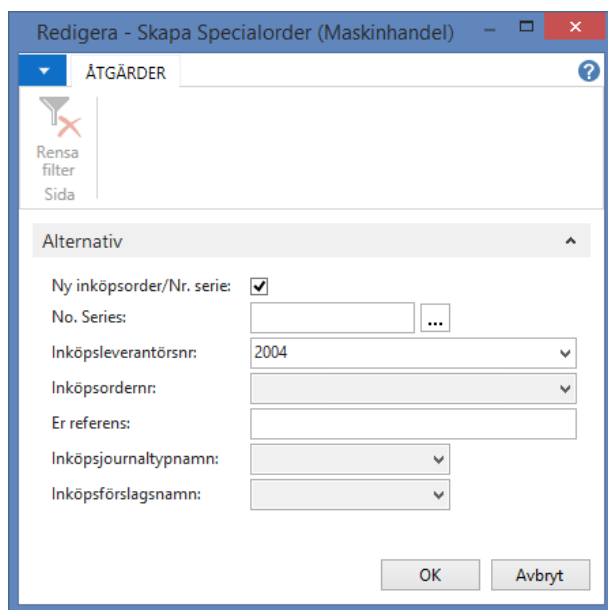 Redigera - Skapa Specialorder (Maskinhandel)
ÅTGÄRDER
Rensa
filter
Sida
Alternativ
Ny inköpsorder/Nr. serie:
No. Series: ...
Inköpsleverantörsnr: 2004
Inköpsordernr:
Er referens:
Inköpsjournaltypnamn:
Inköpsförslagsnamn:
OK Avbryt